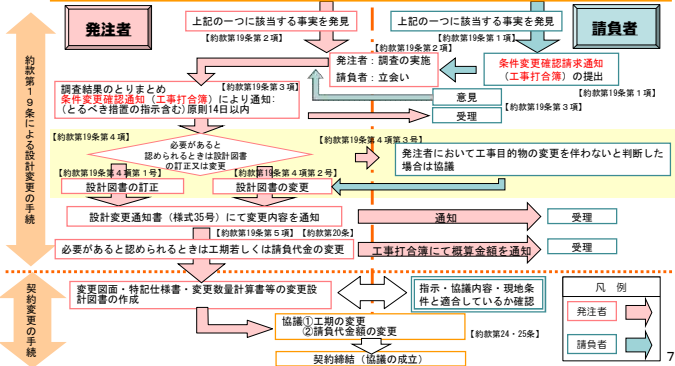 発注者
請負者
上記の一つに該当する事実を発見
【約款第19条第２項】
上記の一つに該当する事実を発見
【約款第19条第１項】
約款第１９条による設計変更の手続
【約款第19条第２項】
発注者：調査の実施
請負者：立会い
条件変更確認請求通知
（工事打合簿）の提出
【約款第19条第１項】
意見
【約款第19条第３項】
受理
【約款第19条第３項】
調査結果のとりまとめ
条件変更確認通知（工事打合簿）により通知：
（とるべき措置の指示含む）原則14日以内
【約款第19条第４項】
必要があると
認められるときは設計図書
の訂正又は変更
【約款第19条第４項第３号】
発注者において工事目的物の変更を伴わないと判断した
場合は協議
【約款第19条第４項第１号】
設計図書の訂正
【約款第19条第４項第２号】
設計図書の変更
設計変更通知書（様式35号）にて変更内容を通知
通知
受理
【約款第19条第５項】【約款第20条】
必要があると認められるときは工期若しくは請負代金の変更
工事打合簿にて概算金額を通知
受理
契約変更の手続
変更図面・特記仕様書・変更数量計算書等の変更設
計図書の作成
指示・協議内容・現地条
件と適合しているか確認
協議①工期の変更
②請負代金額の変更
【約款第24・25条】
契約締結（協議の成立）
凡　例
発注者
請負者
7